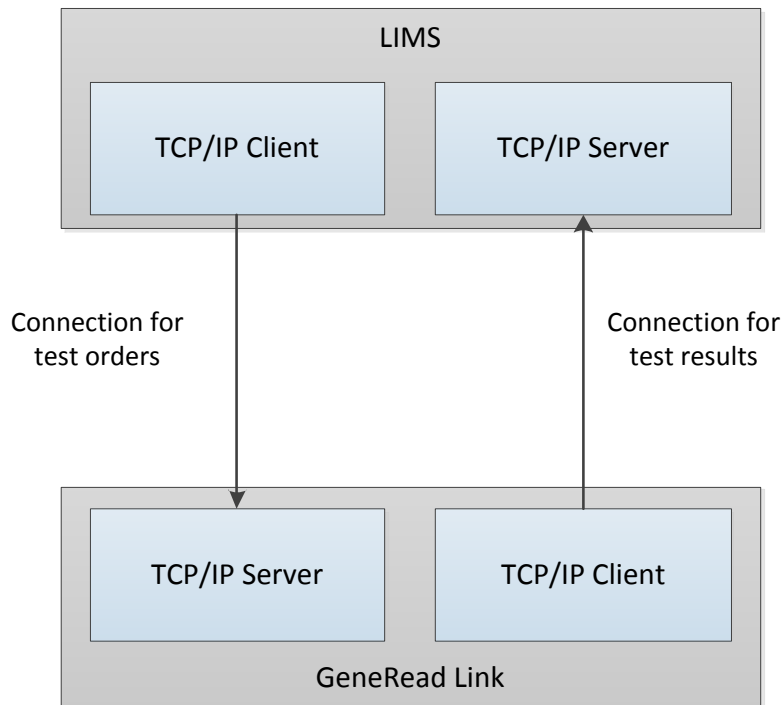 LIMS
TCP/IP Client
TCP/IP Server
Connection for
test orders
Connection for
test results
TCP/IP Server
TCP/IP Client
GeneRead Link